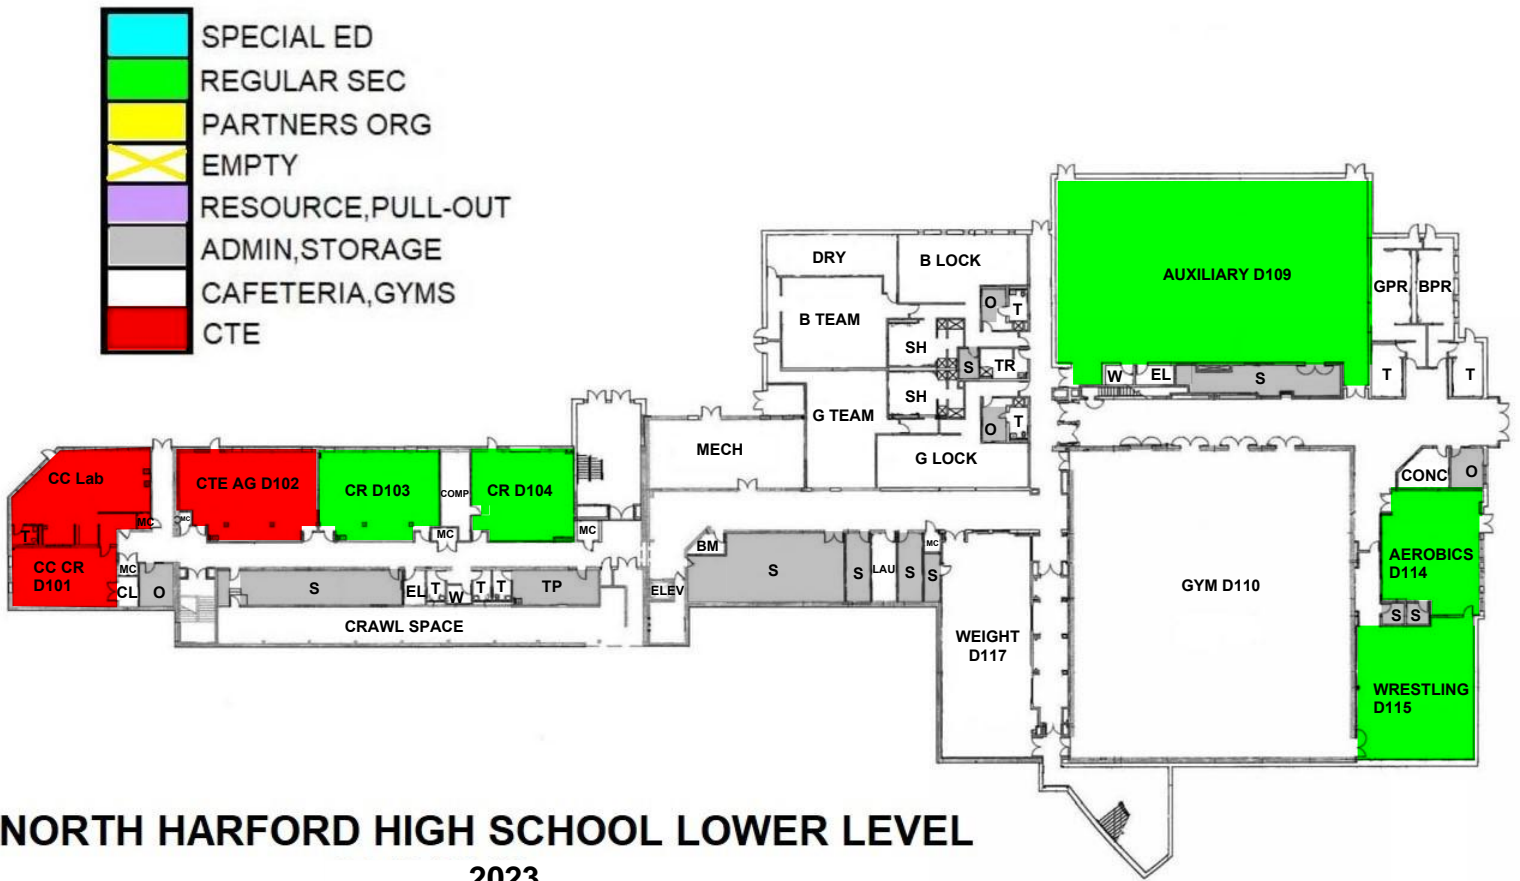 SPECIAL ED
REGULAR SEC
PARTNERS ORG
EMPTY
RESOURCE,PULL-OUT
ADMIN,STORAGE
CAFETERIA,GYMS
CTE
DRY
B LOCK
B TEAM
O
T
SH
S
TR
SH
G TEAM
O
T
G LOCK
MECH
AUXILIARY D109
GPR
BPR
W
EL
S
T
T
CC Lab
T
MC
CTE AG D102
MC
CR D103
COMP
MC
CR D104
MC
CC CR
D101
MC
CL
O
S
EL
T
W
T
T
TP
CRAWL SPACE
ELEV
BM
S
S
LAU
S
MC
S
WEIGHT
D117
GYM D110
CONC
O
AEROBICS
D114
S
S
WRESTLING
D115
NORTH HARFORD HIGH SCHOOL LOWER LEVEL
2023